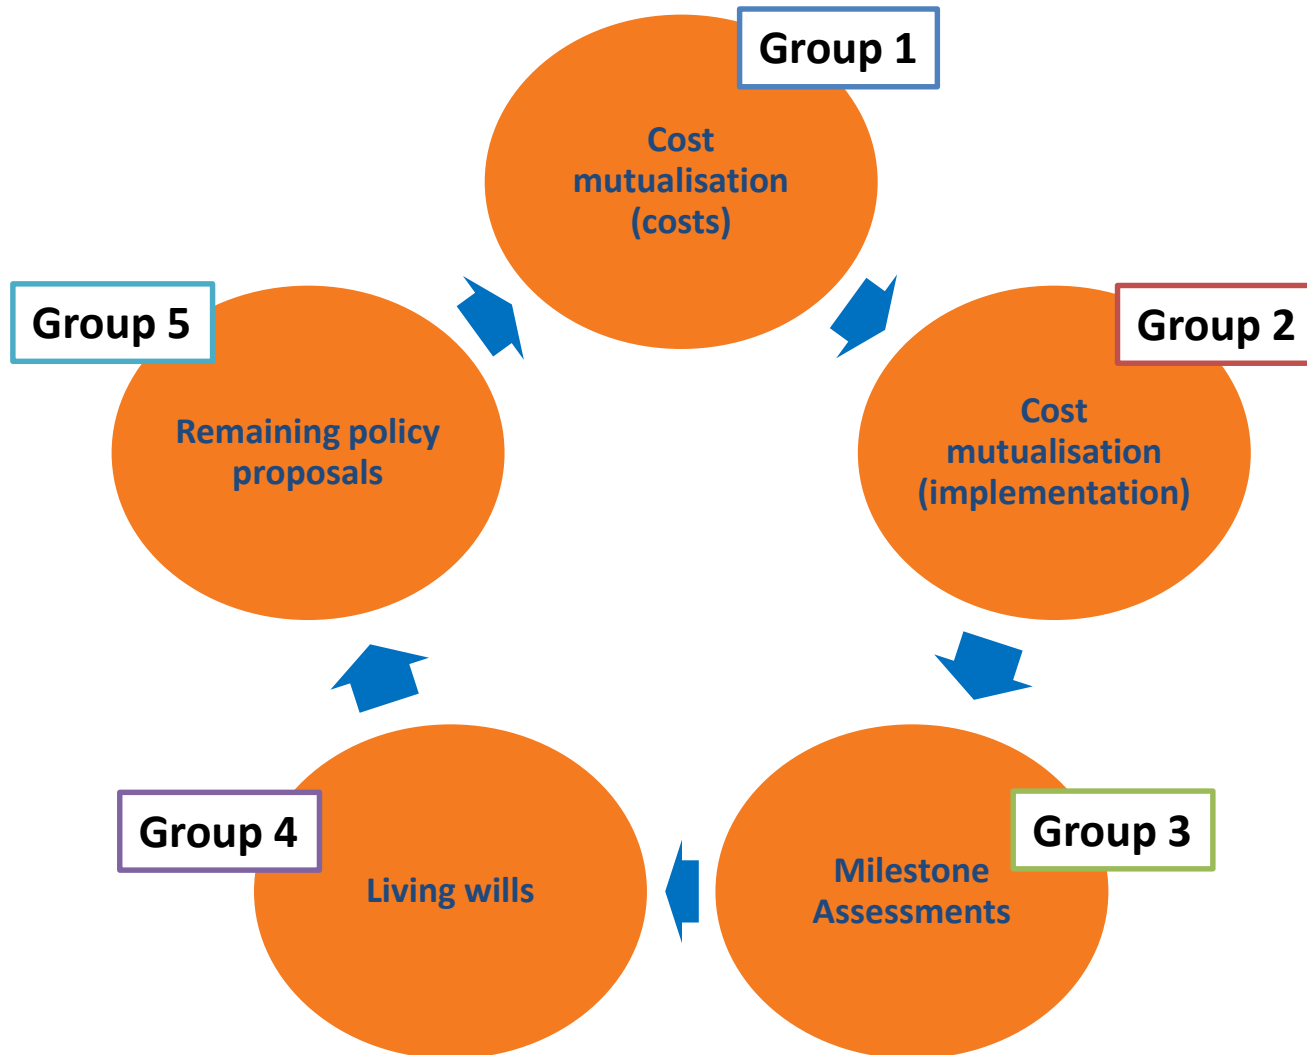 Group 1
Cost
mutualisation
(costs)
Group 2
Cost
mutualisation
(implementation)
Group 3
Milestone
Assessments
Group 4
Living wills
Group 5
Remaining policy
proposals